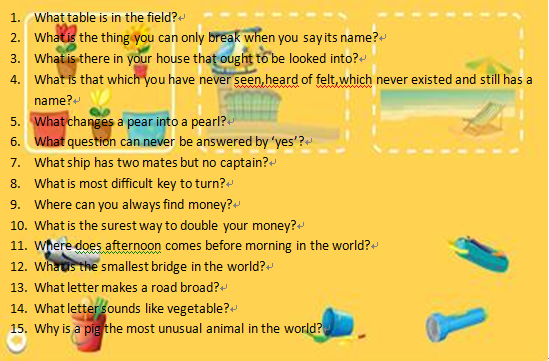 1. What table is in the field?
2. What is the thing you can only break when you say its name?
3. What is there in your house that ought to be looked into?
4. What is that which you have never seen,heard of felt,which never existed and still has a
name?
5. What changes a pear into a pearl?
6. What question can never be answered by ‘yes’?
7. What ship has two mates but no captain?
8. What is most difficult key to turn?
9. Where can you always find money?
10. What is the surest way to double your money?
11. Where does afternoon comes before morning in the world?
12. What is the smallest bridge in the world?
13. What letter makes a road broad?
14. What letter sounds like vegetable?
15. Why is a pig the most unusual animal in the world?